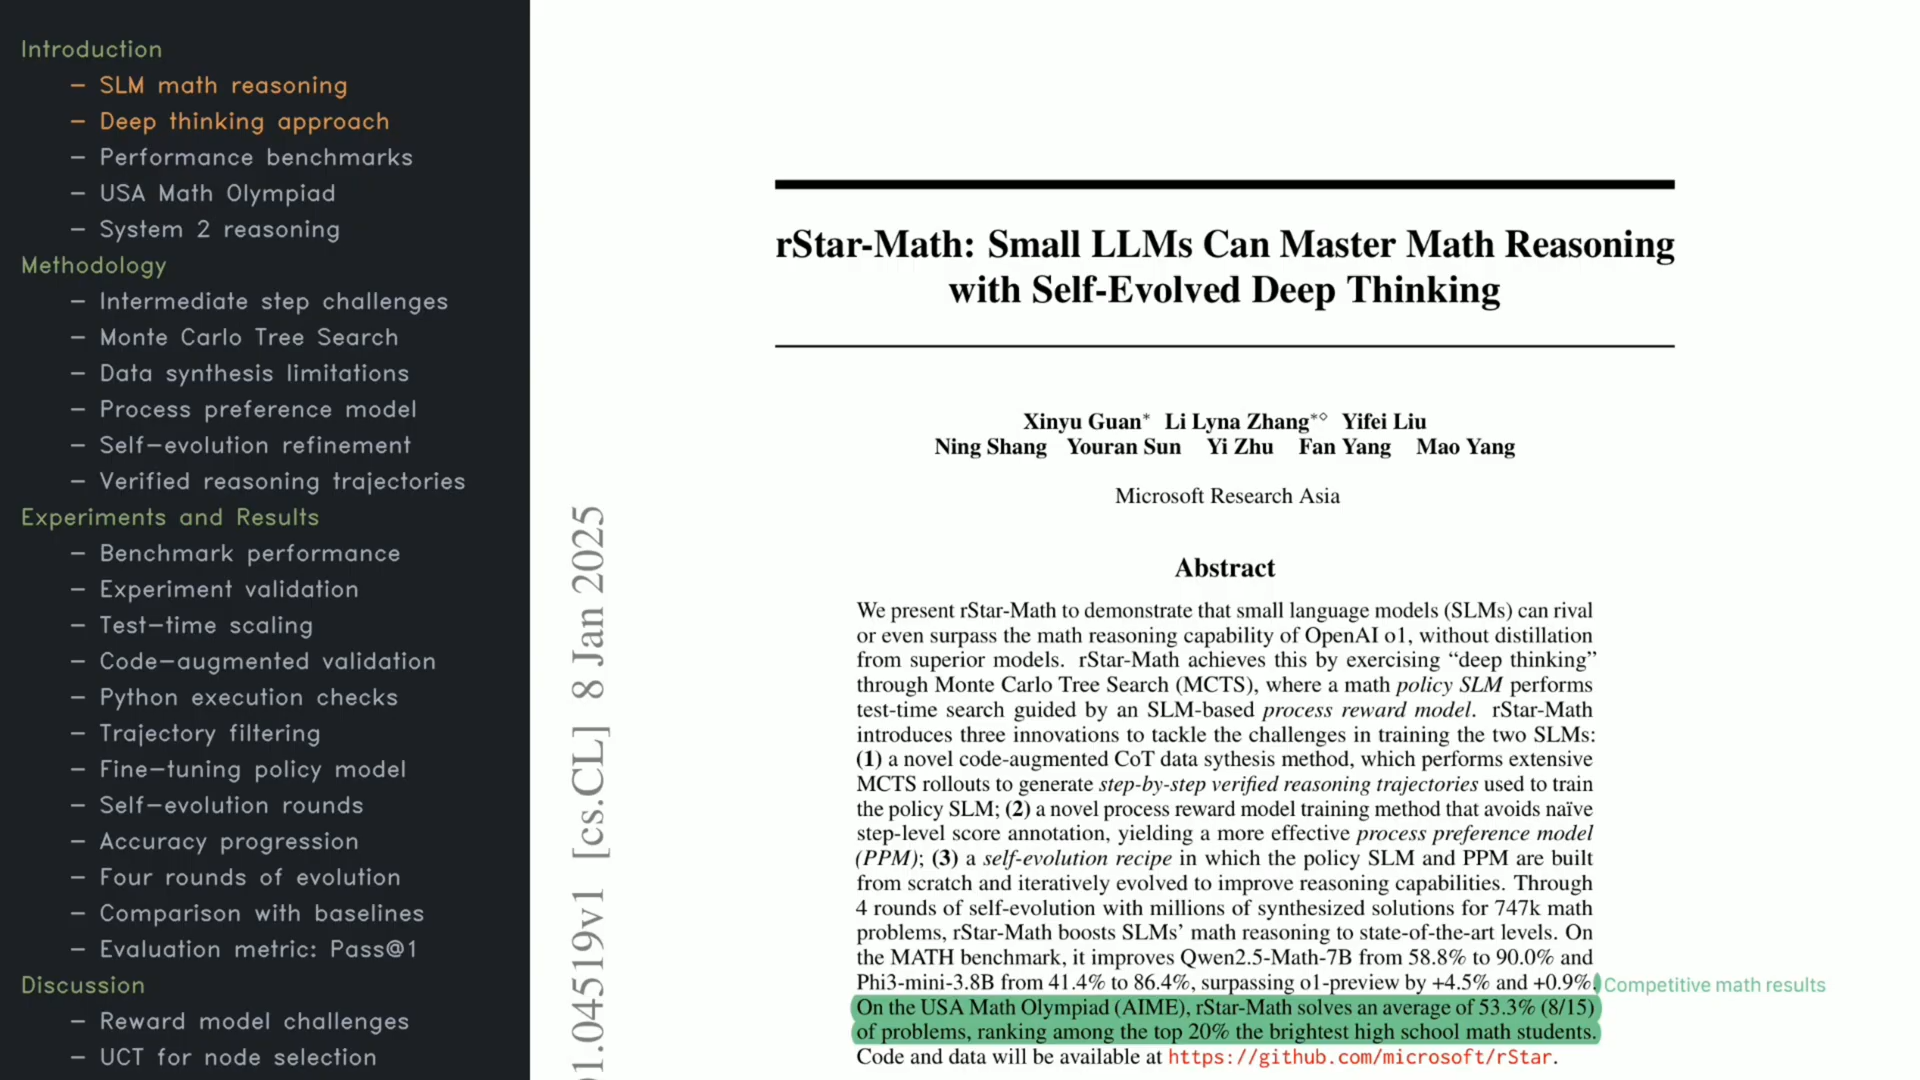 Introduction
– SLM math reasoning
– Deep thinking approach
– Performance benchmarks
– USA Math Olympiad
– System 2 reasoning
Methodology
– Intermediate step challenges
– Monte Carlo Tree Search
– Data synthesis limitations
– Process preference model
– Self–evolution refinement
– Verified reasoning trajectories
Experiments and Results
– Benchmark performance
– Experiment validation
– Test–time scaling
– Code–augmented validation
– Python execution checks
– Trajectory filtering
– Fine–tuning policy model
– Self–evolution rounds
– Accuracy progression
– Four rounds of evolution
– Comparison with baselines
– Evaluation metric: Pass@1
Discussion
– Reward model challenges
– UCT for node selection
01.04519v1 [cs.CL] 8 Jan 2025
rStar-Math: Small LLMs Can Master Math Reasoning
with Self-Evolved Deep Thinking
Xinyu Guan* Li Lyna Zhang*◇ Yifei Liu
Ning Shang Youran Sun Yi Zhu Fan Yang Mao Yang
Microsoft Research Asia
Abstract
We present rStar-Math to demonstrate that small language models (SLMs) can rival
or even surpass the math reasoning capability of OpenAI o1, without distillation
from superior models. rStar-Math achieves this by exercising “deep thinking”
through Monte Carlo Tree Search (MCTS), where a math policy SLM performs
test-time search guided by an SLM-based process reward model. rStar-Math
introduces three innovations to tackle the challenges in training the two SLMs:
(1) a novel code-augmented CoT data sythesis method, which performs extensive
MCTS rollouts to generate step-by-step verified reasoning trajectories used to train
the policy SLM; (2) a novel process reward model training method that avoids naïve
step-level score annotation, yielding a more effective process preference model
(PPM); (3) a self-evolution recipe in which the policy SLM and PPM are built
from scratch and iteratively evolved to improve reasoning capabilities. Through
4 rounds of self-evolution with millions of synthesized solutions for 747k math
problems, rStar-Math boosts SLMs’ math reasoning to state-of-the-art levels. On
the MATH benchmark, it improves Qwen2.5-Math-7B from 58.8% to 90.0% and
Phi3-mini-3.8B from 41.4% to 86.4%, surpassing o1-preview by +4.5% and +0.9%.
Competitive math results
On the USA Math Olympiad (AIME), rStar-Math solves an average of 53.3% (8/15)
of problems, ranking among the top 20% the brightest high school math students.
Code and data will be available at https://github.com/microsoft/rStar.